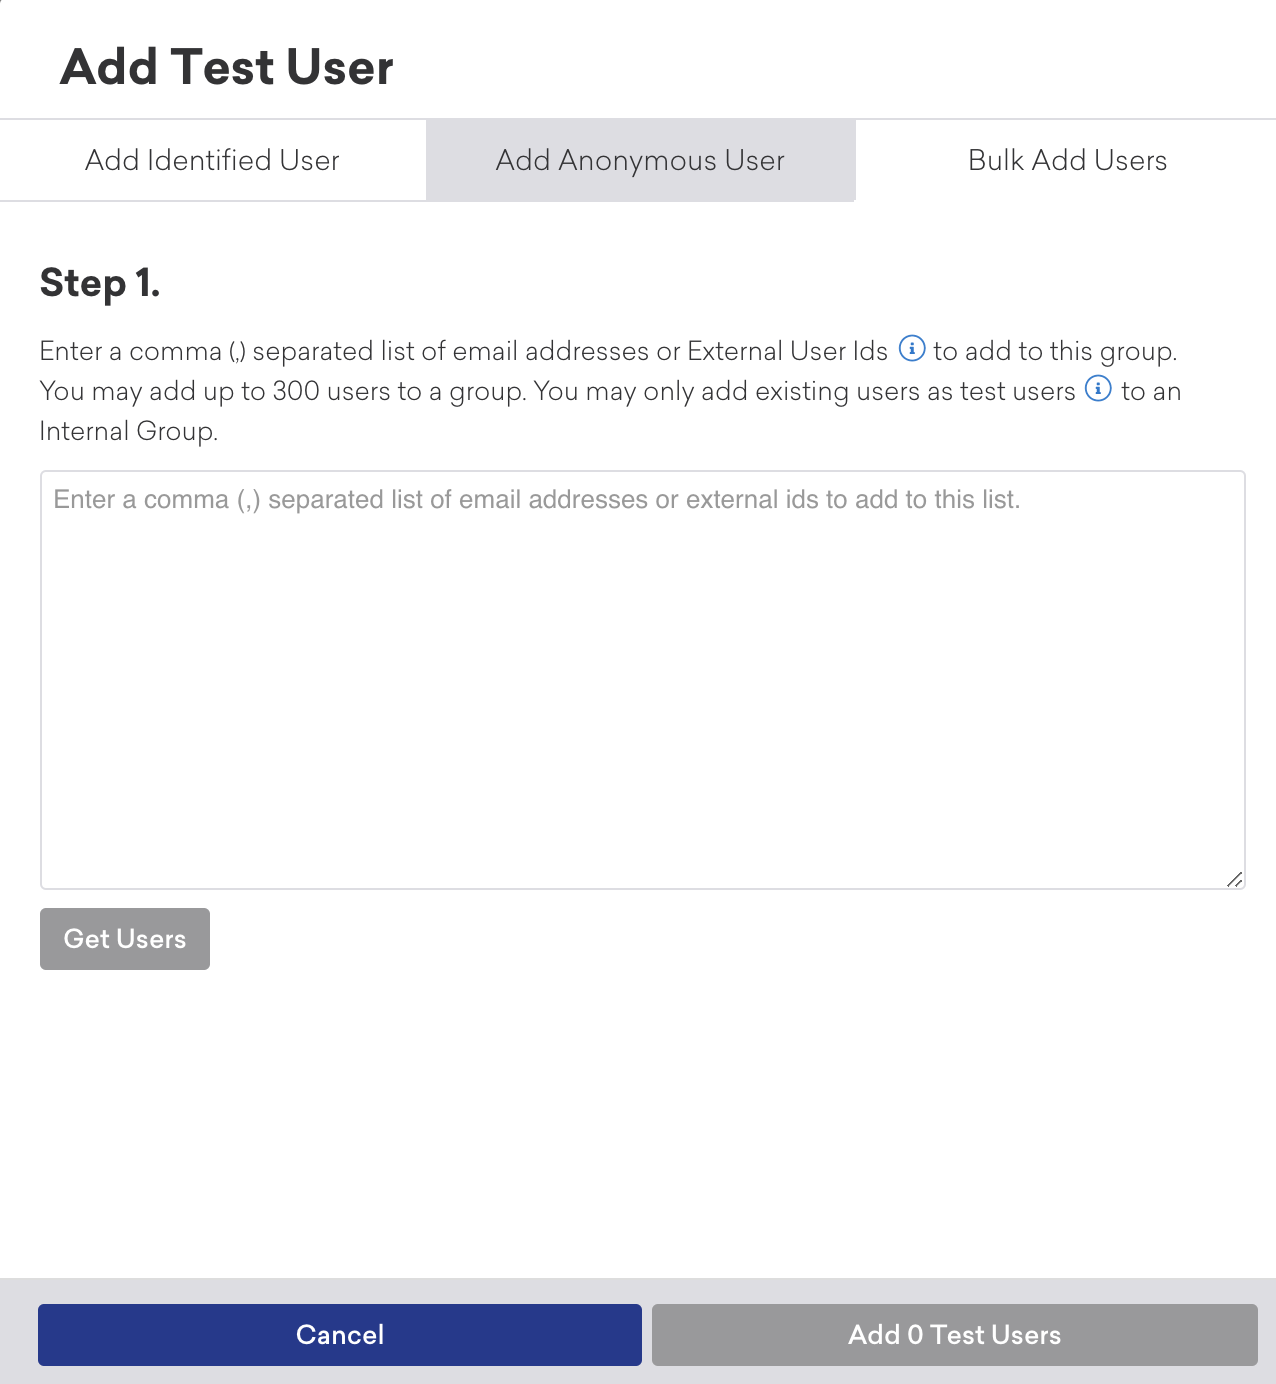 Add Test User
Add Identified User
Add Anonymous User
Bulk Add Users
Step 1.
Enter a comma (,) separated list of email addresses or External User Ids to add to this group.
You may add up to 300 users to a group. You may only add existing users as test users to an
Internal Group.
Enter a comma (,) separated list of email addresses or external ids to add to this list.
Get Users
Cancel
Add 0 Test Users